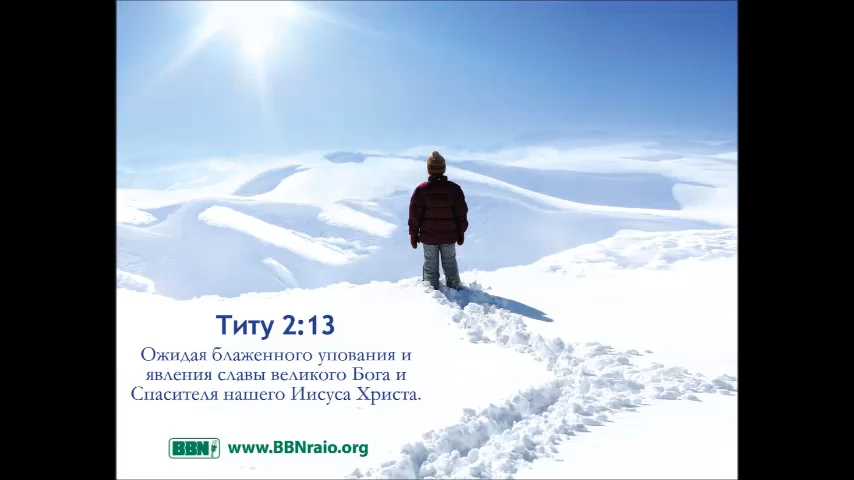 Титу 2:13
Ожидая блаженного упования и
явления славы великого Бога и
Спасителя нашего Иисуса Христа.
BBN www.BBNraio.org